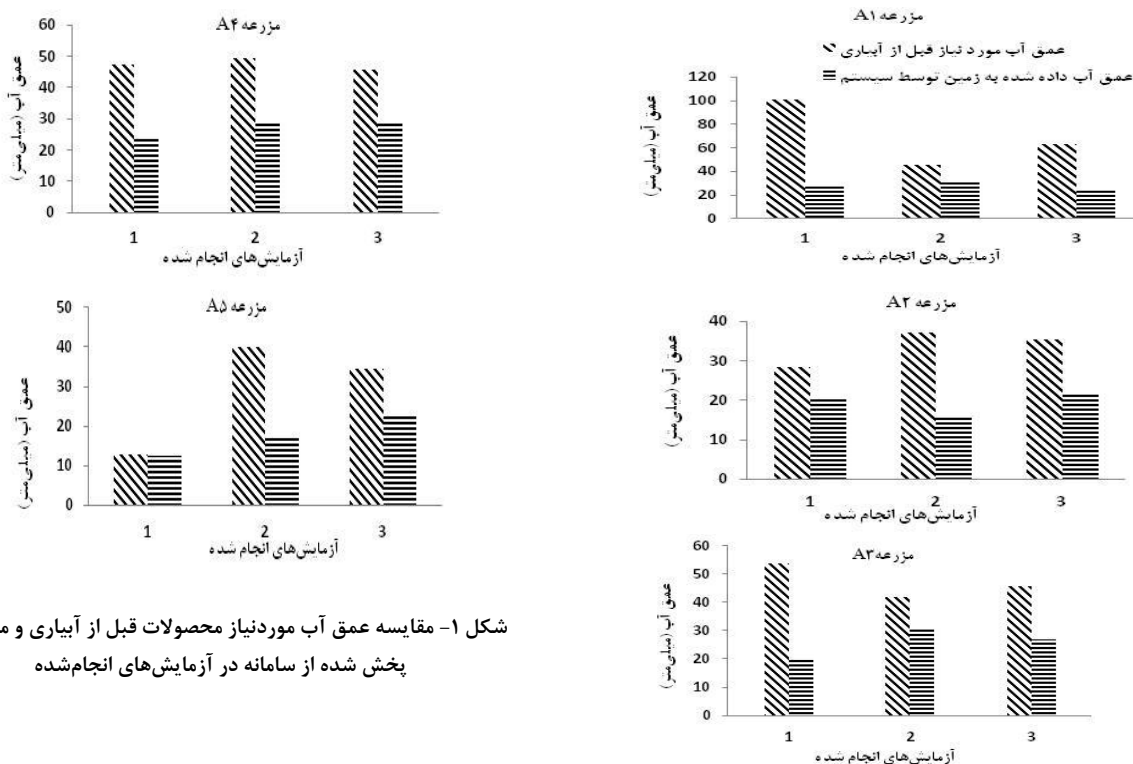 مزرعه A۱
عمق آب مورد نیاز قبل از آبیاری
عمق آب داده شده به زمین توسط سیستم
عمق آب (میلی‌متر)
120
100
80
60
40
20
0
1 2 3
آزمایش‌های انجام شده
مزرعه A۲
عمق آب (میلی‌متر)
40
30
20
10
0
1 2 3
آزمایش‌های انجام شده
مزرعه A۳
عمق آب (میلی‌متر)
60
50
40
30
20
10
0
1 2 3
آزمایش‌های انجام شده
مزرعه A۴
عمق آب (میلی‌متر)
60
50
40
30
20
10
0
1 2 3
آزمایش‌های انجام شده
مزرعه A۵
عمق آب (میلی‌متر)
50
40
30
20
10
0
1 2 3
آزمایش‌های انجام شده
شکل ۱- مقایسه عمق آب موردنیاز محصولات قبل از آبیاری و
پخش شده از سامانه در آزمایش‌های انجام‌شده